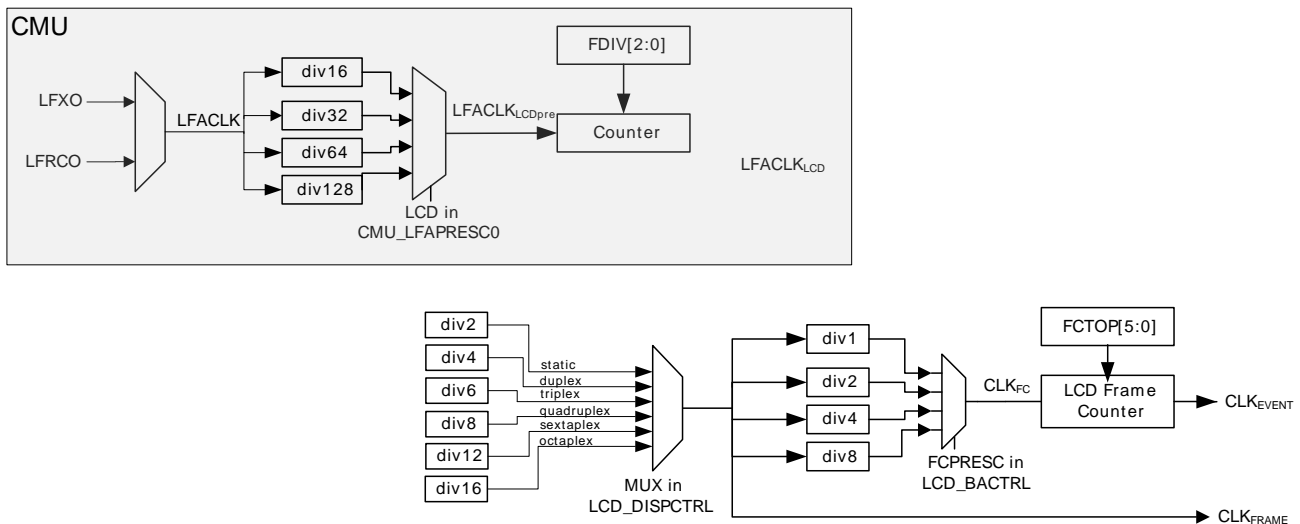 CMU
FDIV[2:0]
div16
LFXO
LFACLK
div32
LFACLKLCDpre
Counter
LFRCO
div64
LFACLKLCD
div128
LCD in
CMU_LFAPRESC0
div2
div4
div6
div8
div12
div16
static
duplex
triplex
quadruplex
sextaplex
octaplex
MUX in
LCD_DISPCTRL
div1
div2
div4
div8
FCPRESC in
LCD_BACTRL
CLKFC
FCTOP[5:0]
LCD Frame
Counter
CLKEVENT
CLKFRAME